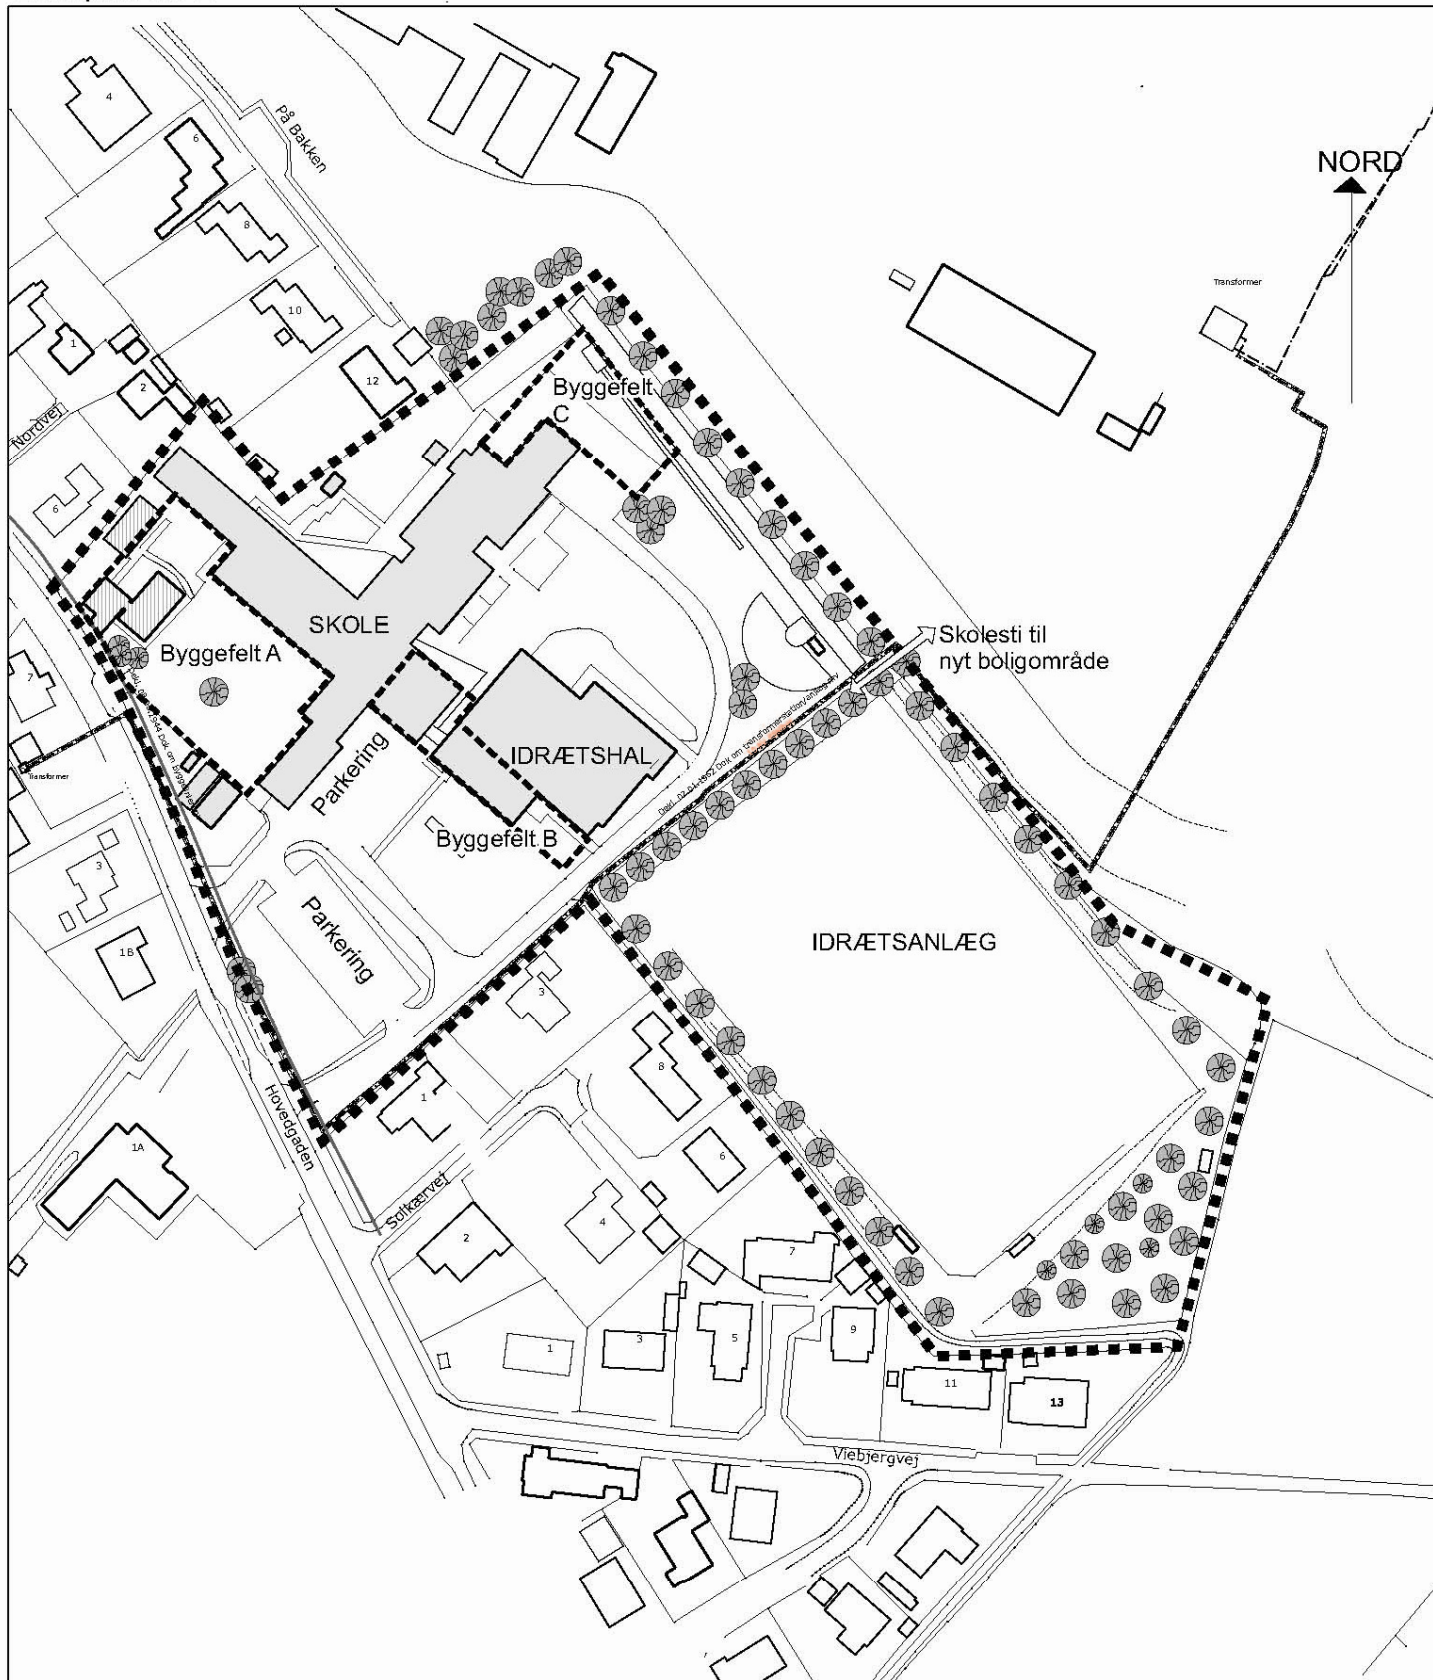 4
På Bakken
6
NORD
8
Transformer
10
1
12
2
Byggefelt
C
Nordvej
6
SKOLE
Skolesti til
nyt boligområde
Byggefelt A
7
IDRÆTSHAL
Parkering
Transformer
Byggefelt B
3
Parkering
IDRÆTSANLÆG
1B
3
8
1
Hovedgaden
1A
6
Solkærvej
4
2
7
9
5
3
1
11
13
Viebjergvej